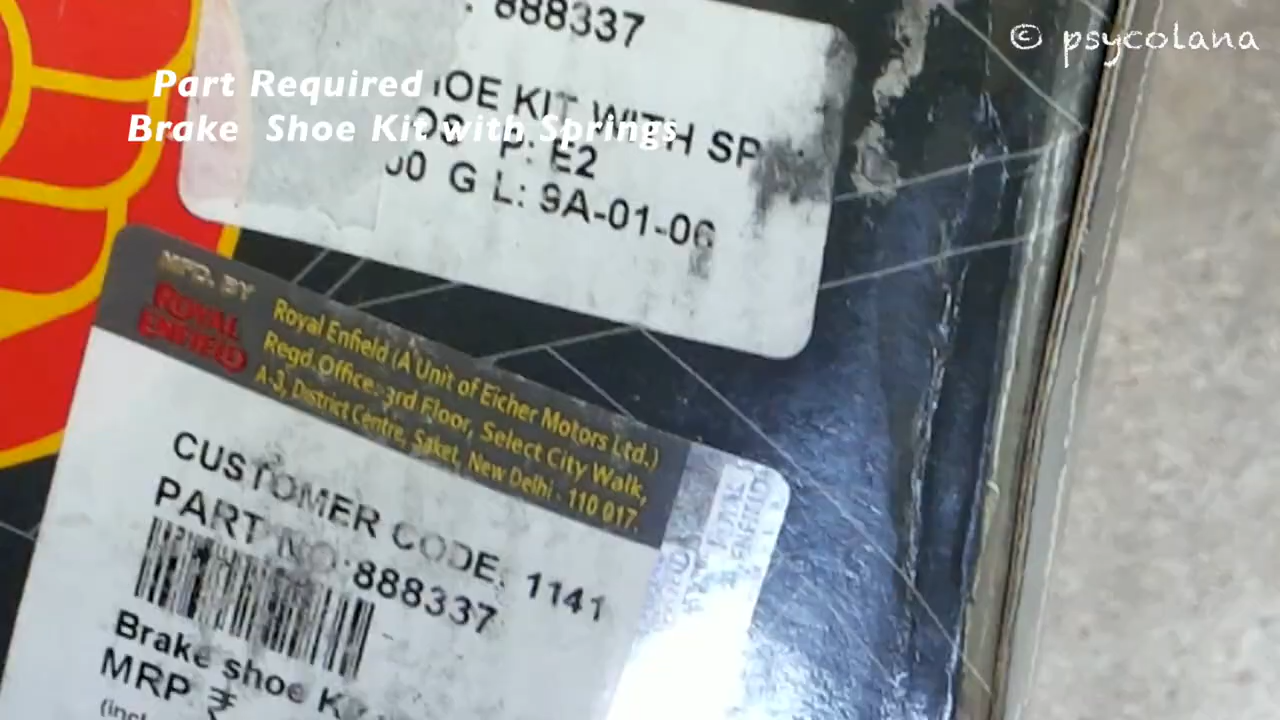 © psycolana
888337
Part Required
Brake Shoe Kit with Springs
OE KIT WITH SP
P: E2
00 G L: 9A-01-06
MFD. BY
ROYAL
ENFIELD
Royal Enfield (A Unit of Eicher Motors Ltd.)
Regd.Office: 3rd Floor, Select City Walk,
A-3, District Centre, Saket, New Delhi - 110 017.
CUSTOMER CODE: 1141
PART NO:888337
Brake shoe
MRP ₹